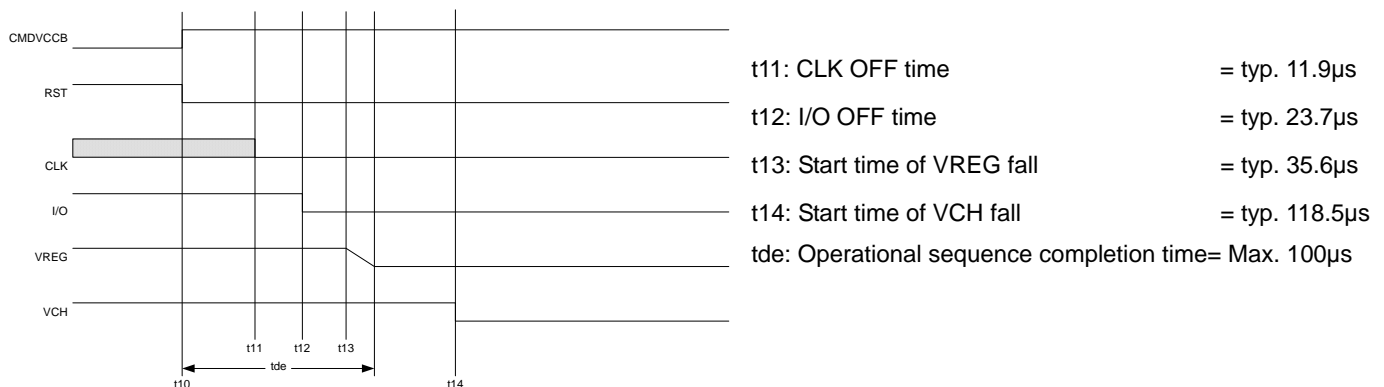 CMDVCCB
RST
CLK
I/O
VREG
VCH
t11 t12 t13
tde
t10 t14
t11: CLK OFF time = typ. 11.9µs
t12: I/O OFF time = typ. 23.7µs
t13: Start time of VREG fall = typ. 35.6µs
t14: Start time of VCH fall = typ. 118.5µs
tde: Operational sequence completion time= Max. 100µs